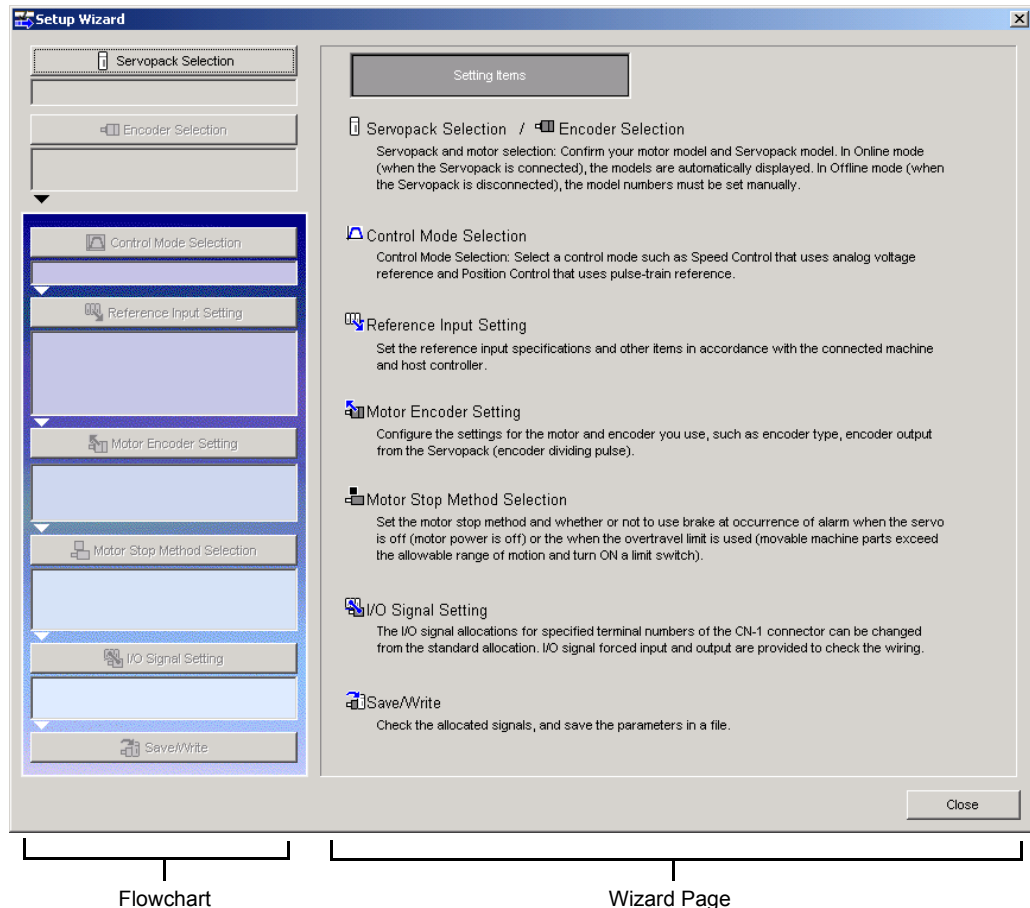 Setup Wizard
Servopack Selection
Encoder Selection
Control Mode Selection
Reference Input Setting
Motor Encoder Setting
Motor Stop Method Selection
I/O Signal Setting
Save/Write
Setting Items
Servopack Selection / Encoder Selection
Servopack and motor selection: Confirm your motor model and Servopack model. In Online mode
(when the Servopack is connected), the models are automatically displayed. In Offline mode (when
the Servopack is disconnected), the model numbers must be set manually.
Control Mode Selection
Control Mode Selection: Select a control mode such as Speed Control that uses analog voltage
reference and Position Control that uses pulse-train reference.
Reference Input Setting
Set the reference input specifications and other items in accordance with the connected machine
and host controller.
Motor Encoder Setting
Configure the settings for the motor and encoder you use, such as encoder type, encoder output
from the Servopack (encoder dividing pulse).
Motor Stop Method Selection
Set the motor stop method and whether or not to use brake at occurrence of alarm when the servo
is off (motor power is off) or the when the overtravel limit is used (movable machine parts exceed
the allowable range of motion and turn ON a limit switch).
I/O Signal Setting
The I/O signal allocations for specified terminal numbers of the CN-1 connector can be changed
from the standard allocation. I/O signal forced input and output are provided to check the wiring.
Save/Write
Check the allocated signals, and save the parameters in a file.
Close
Flowchart
Wizard Page